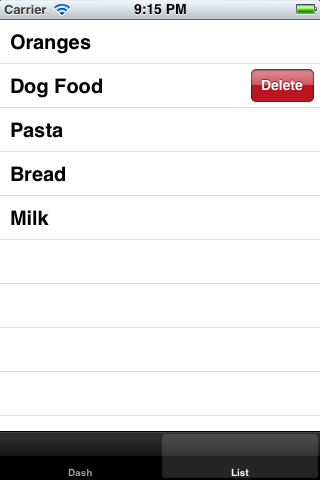 Carrier 9:15 PM
Oranges
Dog Food Delete
Pasta
Bread
Milk
Dash List